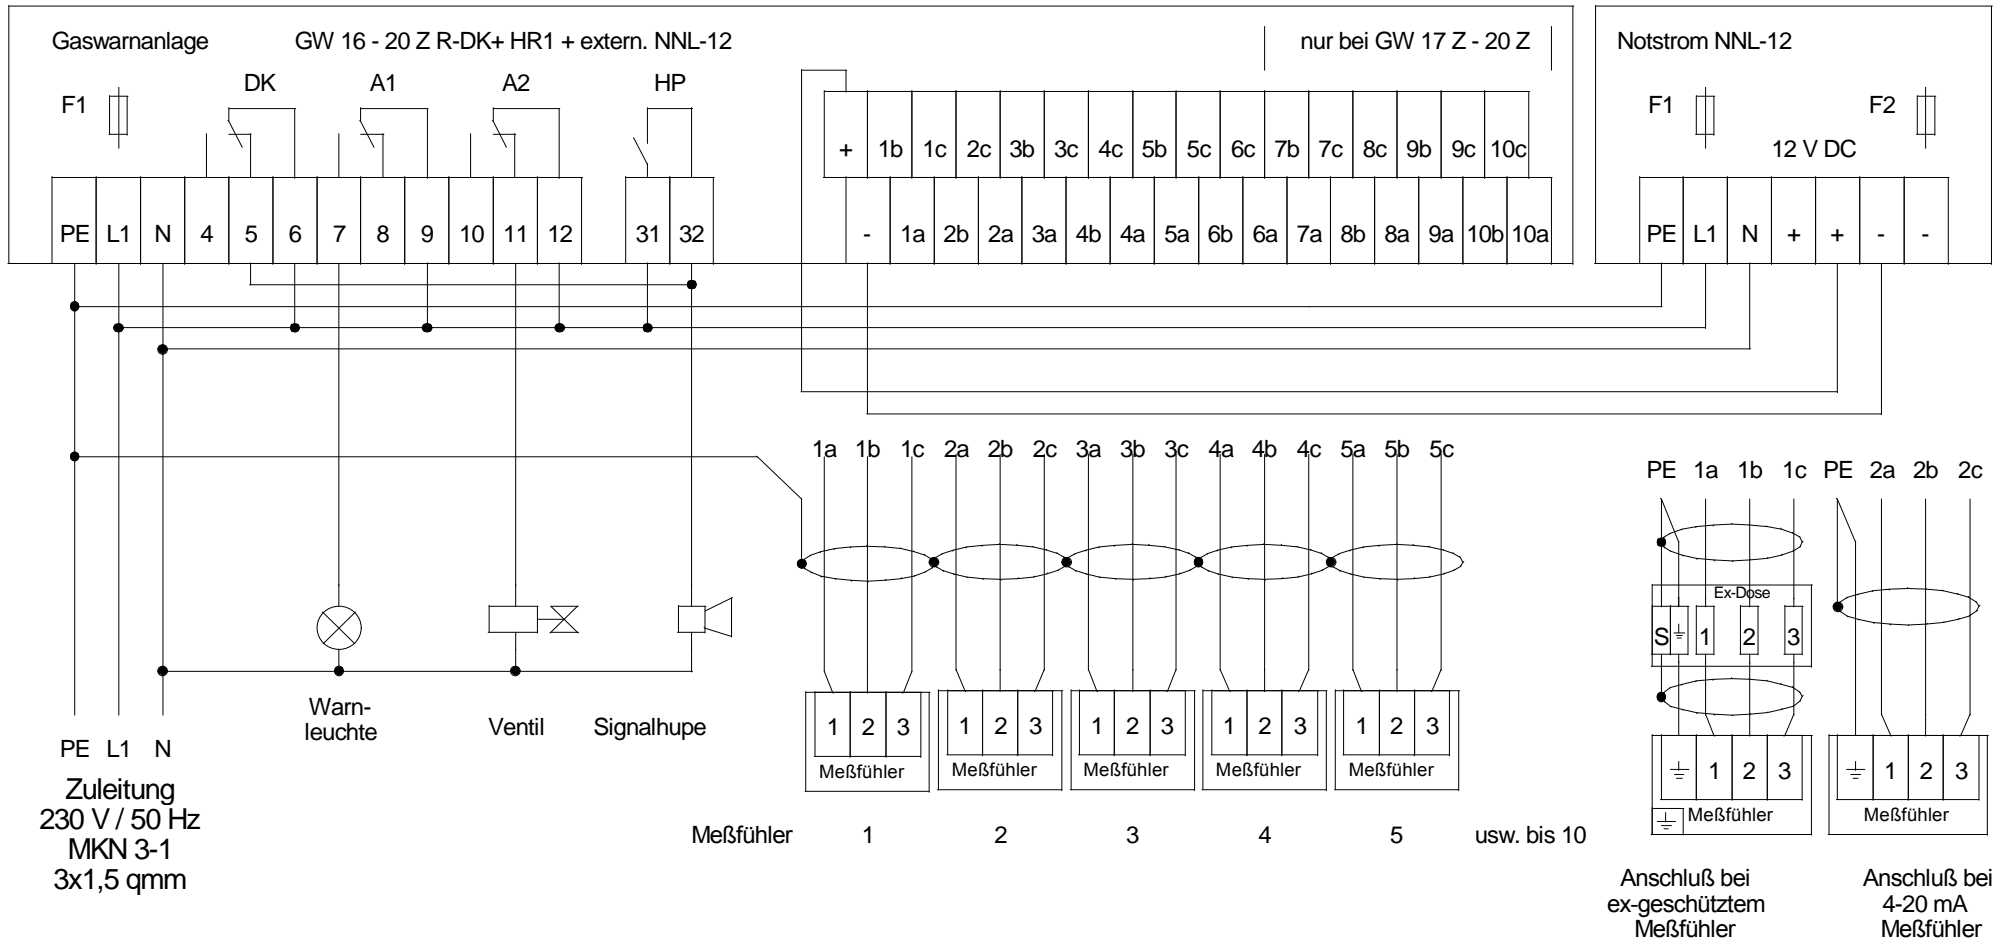 Gaswarnanlage GW 16 - 20 Z R-DK+ HR1 + extern. NNL-12 nur bei GW 17 Z - 20 Z Notstrom NNL-12
DK A1 A2 HP
F1 F1 F2
+ 1b 1c 2c 3b 3c 4c 5b 5c 6c 7b 7c 8c 9b 9c 10c 12 V DC
PE L1 N 4 5 6 7 8 9 10 11 12 31 32 - 1a 2b 2a 3a 4b 4a 5a 6b 6a 7a 8b 8a 9a 10b 10a PE L1 N + + - -
1a 1b 1c 2a 2b 2c 3a 3b 3c 4a 4b 4c 5a 5b 5c
PE 1a 1b 1c PE 2a 2b 2c
Ex-Dose
S 1 2 3
Warn-
leuchte
Ventil Signalhupe
1 2 3 1 2 3 1 2 3 1 2 3 1 2 3
Meßfühler Meßfühler Meßfühler Meßfühler Meßfühler
1 2 3 1 2 3
Meßfühler Meßfühler
PE L1 N
Zuleitung
230 V / 50 Hz
MKN 3-1
3x1,5 qmm
Meßfühler 1 2 3 4 5 usw. bis 10
Anschluß bei
ex-geschütztem
Meßfühler
Anschluß bei
4-20 mA
Meßfühler